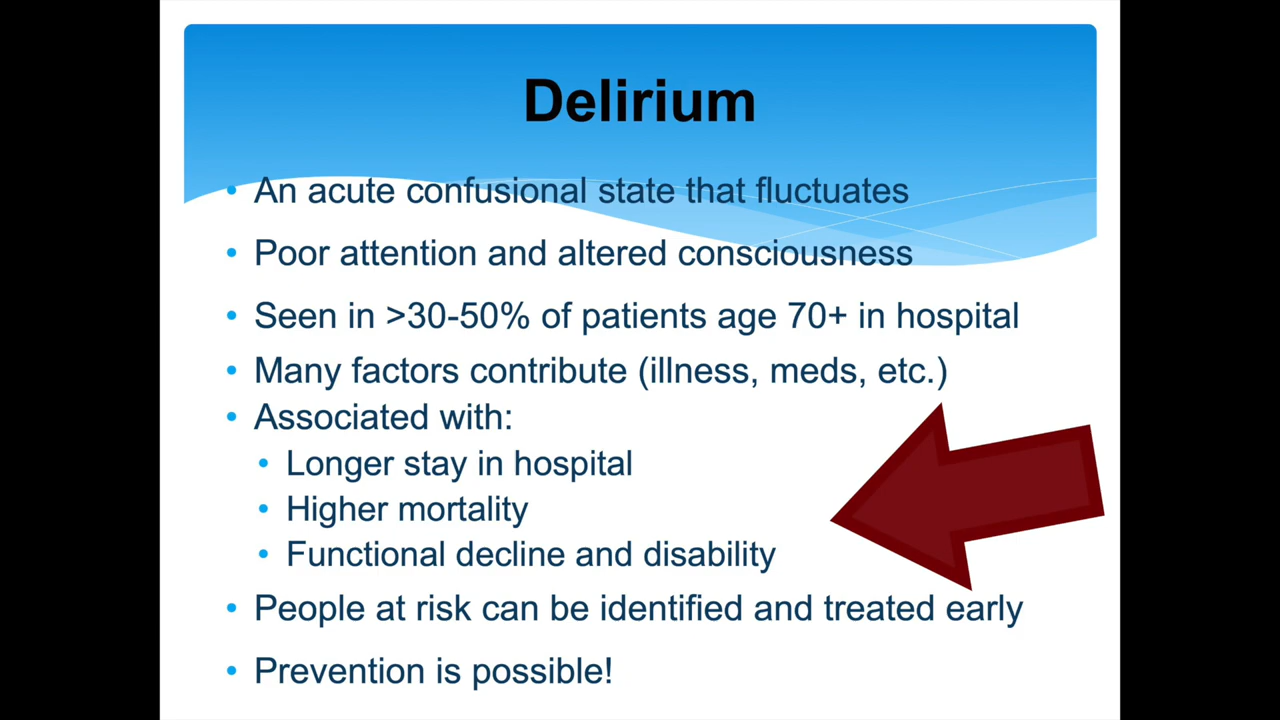 Delirium
• An acute confusional state that fluctuates
• Poor attention and altered consciousness
• Seen in >30-50% of patients age 70+ in hospital
• Many factors contribute (illness, meds, etc.)
• Associated with:
• Longer stay in hospital
• Higher mortality
• Functional decline and disability
• People at risk can be identified and treated early
• Prevention is possible!